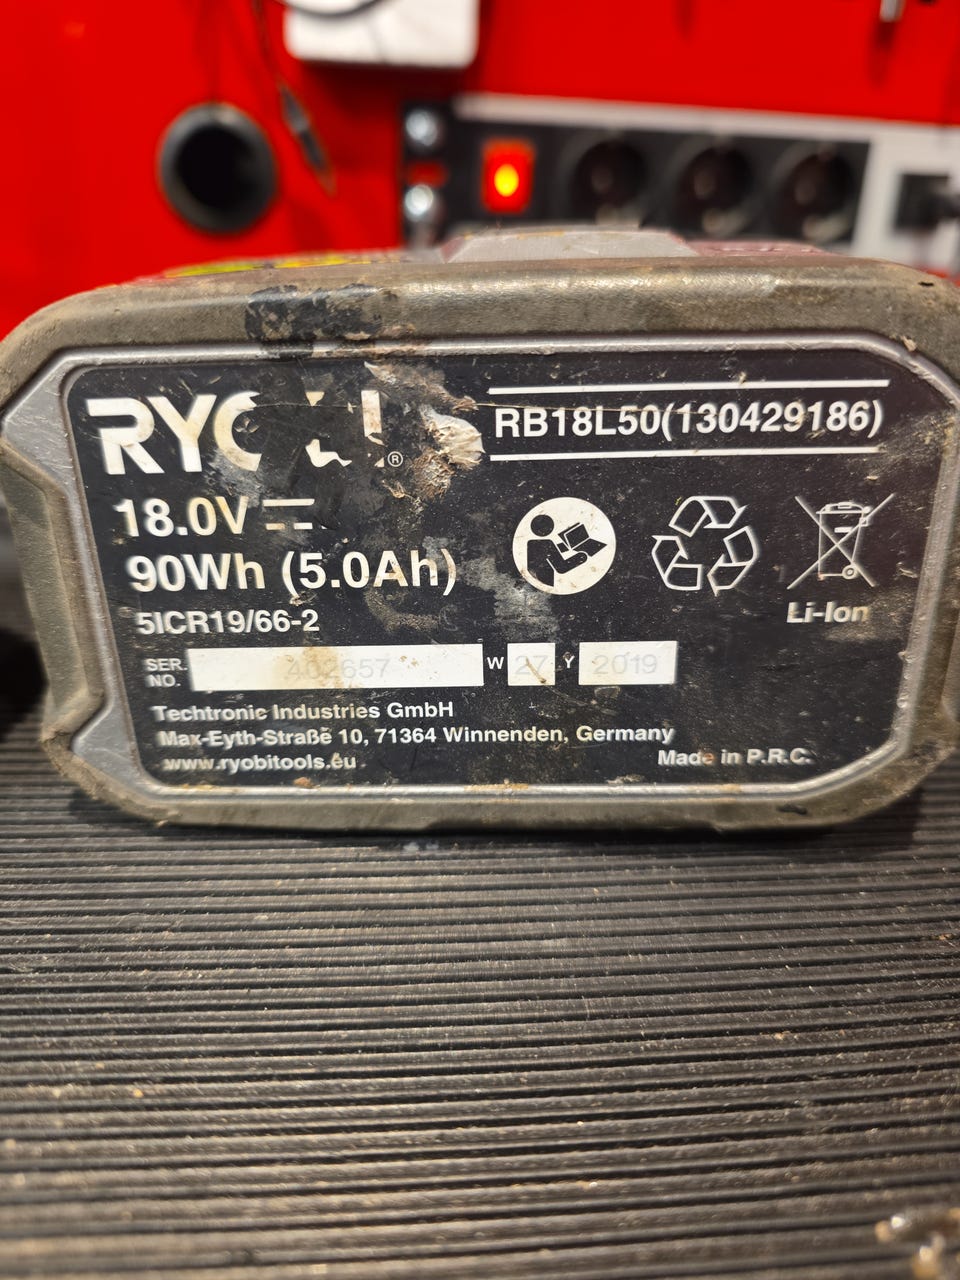 RYOBI®
RB18L50(130429186)
18.0V
90Wh (5.0Ah)
5ICR19/66-2
Li-Ion
SER. NO. 402657 W 27 Y 2019
Techtronic Industries GmbH
Max-Eyth-Straße 10, 71364 Winnenden, Germany
www.ryobitools.eu
Made in P.R.C.